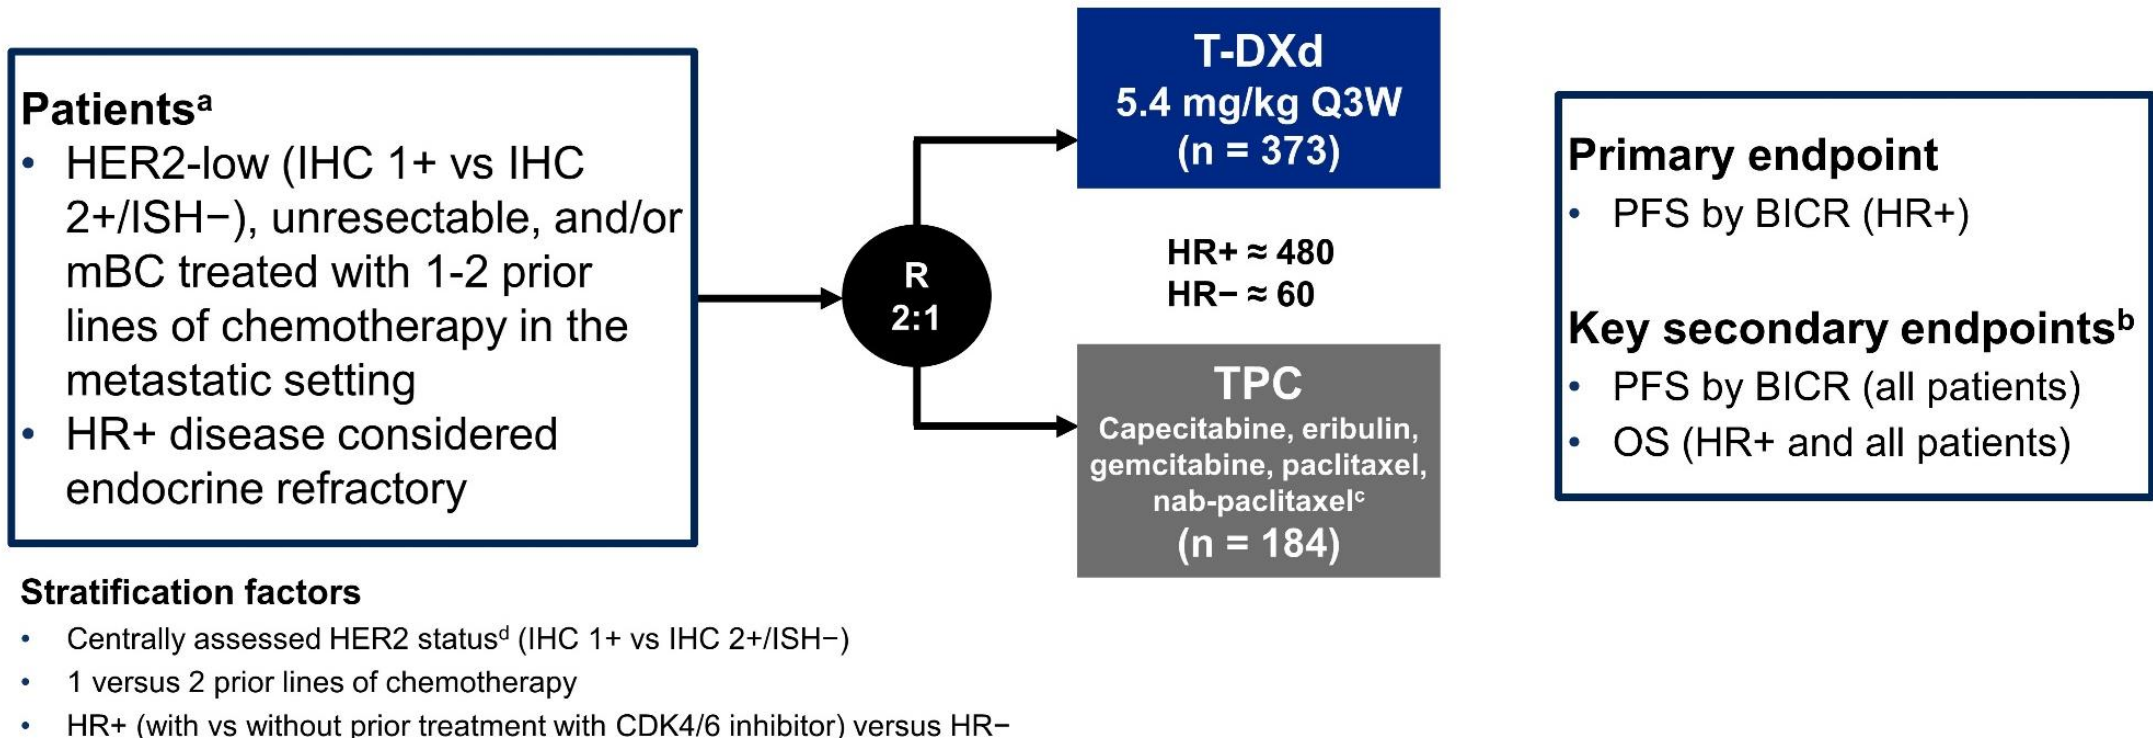 Patientsᵃ
• HER2-low (IHC 1+ vs IHC
2+/ISH−), unresectable, and/or
mBC treated with 1-2 prior
lines of chemotherapy in the
metastatic setting
• HR+ disease considered
endocrine refractory
R
2:1
T-DXd
5.4 mg/kg Q3W
(n = 373)
HR+ ≈ 480
HR− ≈ 60
TPC
Capecitabine, eribulin,
gemcitabine, paclitaxel,
nab-paclitaxelᶜ
(n = 184)
Primary endpoint
• PFS by BICR (HR+)
Key secondary endpointsᵇ
• PFS by BICR (all patients)
• OS (HR+ and all patients)
Stratification factors
• Centrally assessed HER2 statusᵈ (IHC 1+ vs IHC 2+/ISH−)
• 1 versus 2 prior lines of chemotherapy
• HR+ (with vs without prior treatment with CDK4/6 inhibitor) versus HR−